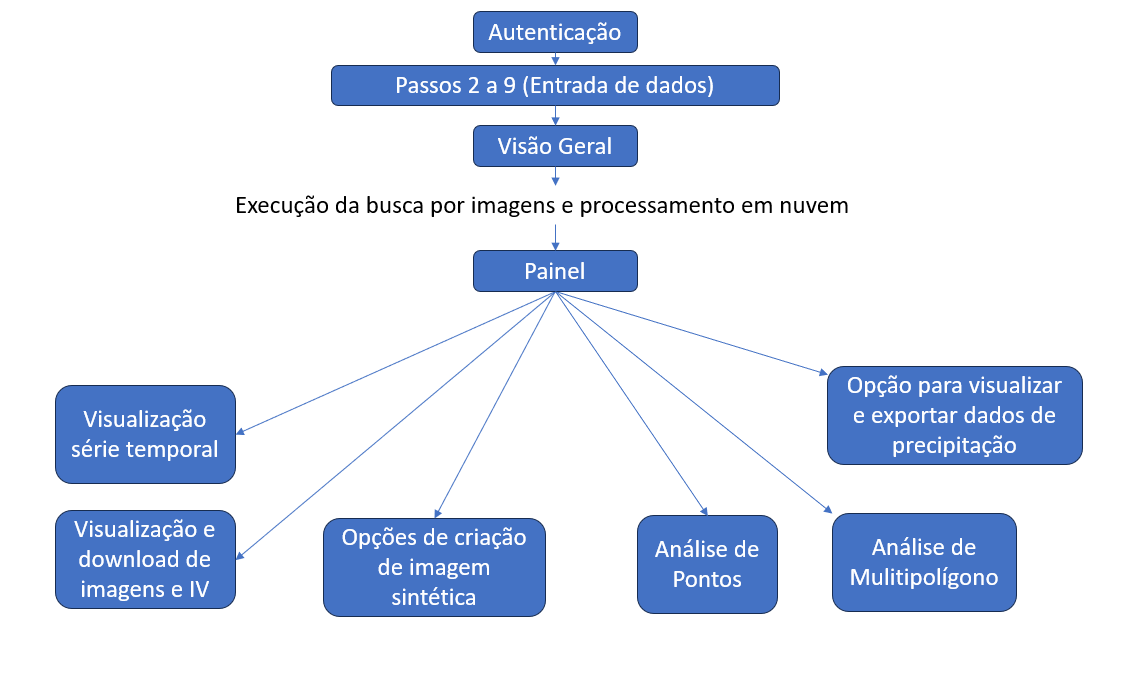 Autenticação
Passos 2 a 9 (Entrada de dados)
Visão Geral
Execução da busca por imagens e processamento em nuvem
Painel
Visualização
série temporal
Visualização e
download de
imagens e IV
Opções de criação
de imagem
sintética
Análise de
Pontos
Análise de
Mulitipolígono
Opção para visualizar
e exportar dados de
precipitação